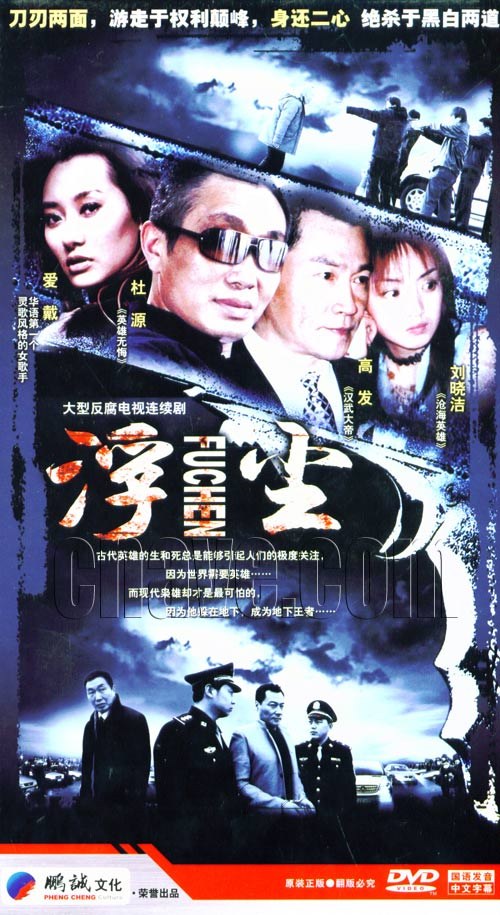 刀刃两面，游走于权利颠峰，身还二心 绝杀于黑白两道
爱戴
华语第一个
灵歌风格的女歌手
杜源
《英雄无悔》
高发
《汉武大帝》
刘晓洁
《沧海英雄》
大型反腐电视连续剧
浮尘
FUCHEN
古代英雄的生和死总是能够引起人们的极度关注，
因为世界需要英雄……
而现代枭雄却才是最可怕的，
因为他躲在地下，成为地下王者……
cnave.com
鹏诚文化
PHENG CHENG Culture
·荣誉出品
原装正版●翻版必究
DVD
VIDEO
国语发音
中文字幕